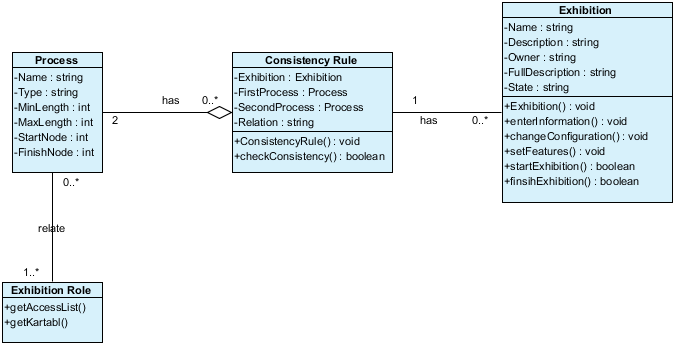 Process
-Name : string
-Type : string
-MinLength : int
-MaxLength : int
-StartNode : int
-FinishNode : int
has
0..*
2
Consistency Rule
-Exhibition : Exhibition
-FirstProcess : Process
-SecondProcess : Process
-Relation : string
+ConsistencyRule() : void
+checkConsistency() : boolean
1
has
0..*
Exhibition
-Name : string
-Description : string
-Owner : string
-FullDescription : string
-State : string
+Exhibition() : void
+enterInformation() : void
+changeConfiguration() : void
+setFeatures() : void
+startExhibition() : boolean
+finsihExhibition() : boolean
0..*
relate
1..*
Exhibition Role
+getAccessList()
+getKartabl()